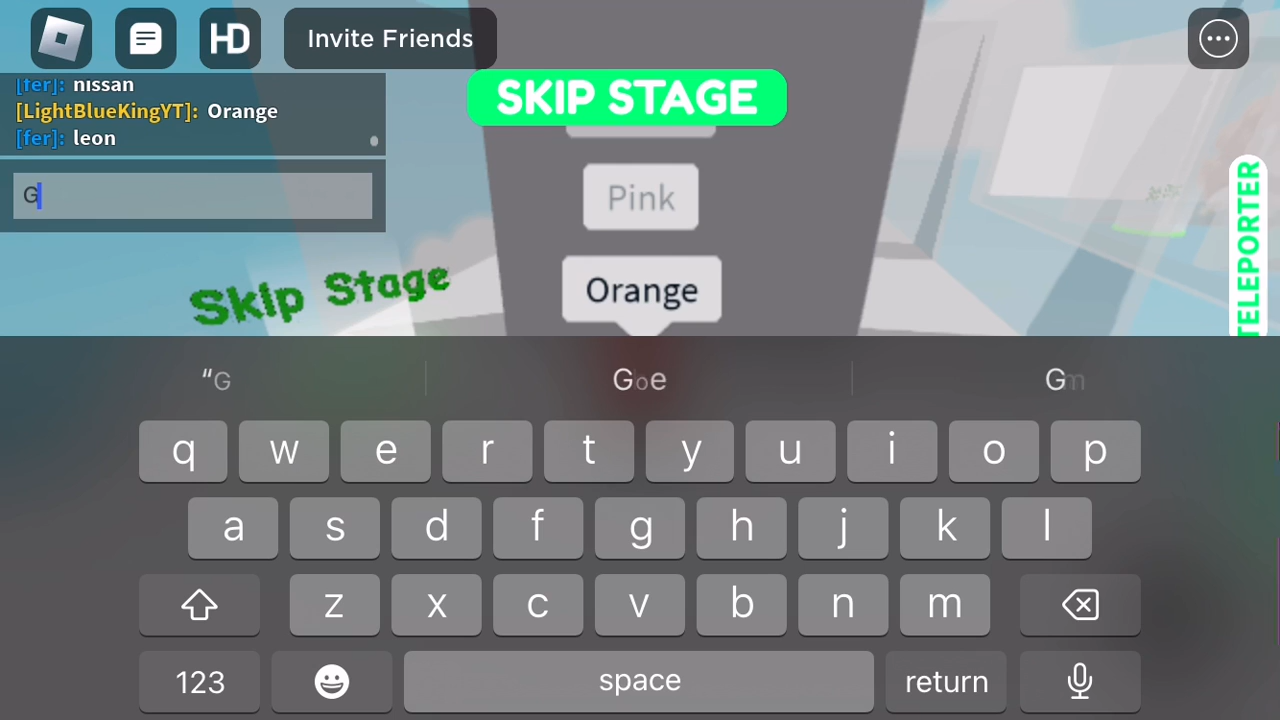 HD
Invite Friends
[fer]: nissan
[LightBlueKingYT]: Orange
[fer]: leon
G
SKIP STAGE
Pink
Orange
Skip Stage
TELEPORTER
“G
Goe
Gm
q w e r t y u i o p
a s d f g h j k l
z x c v b n m
123
space
return